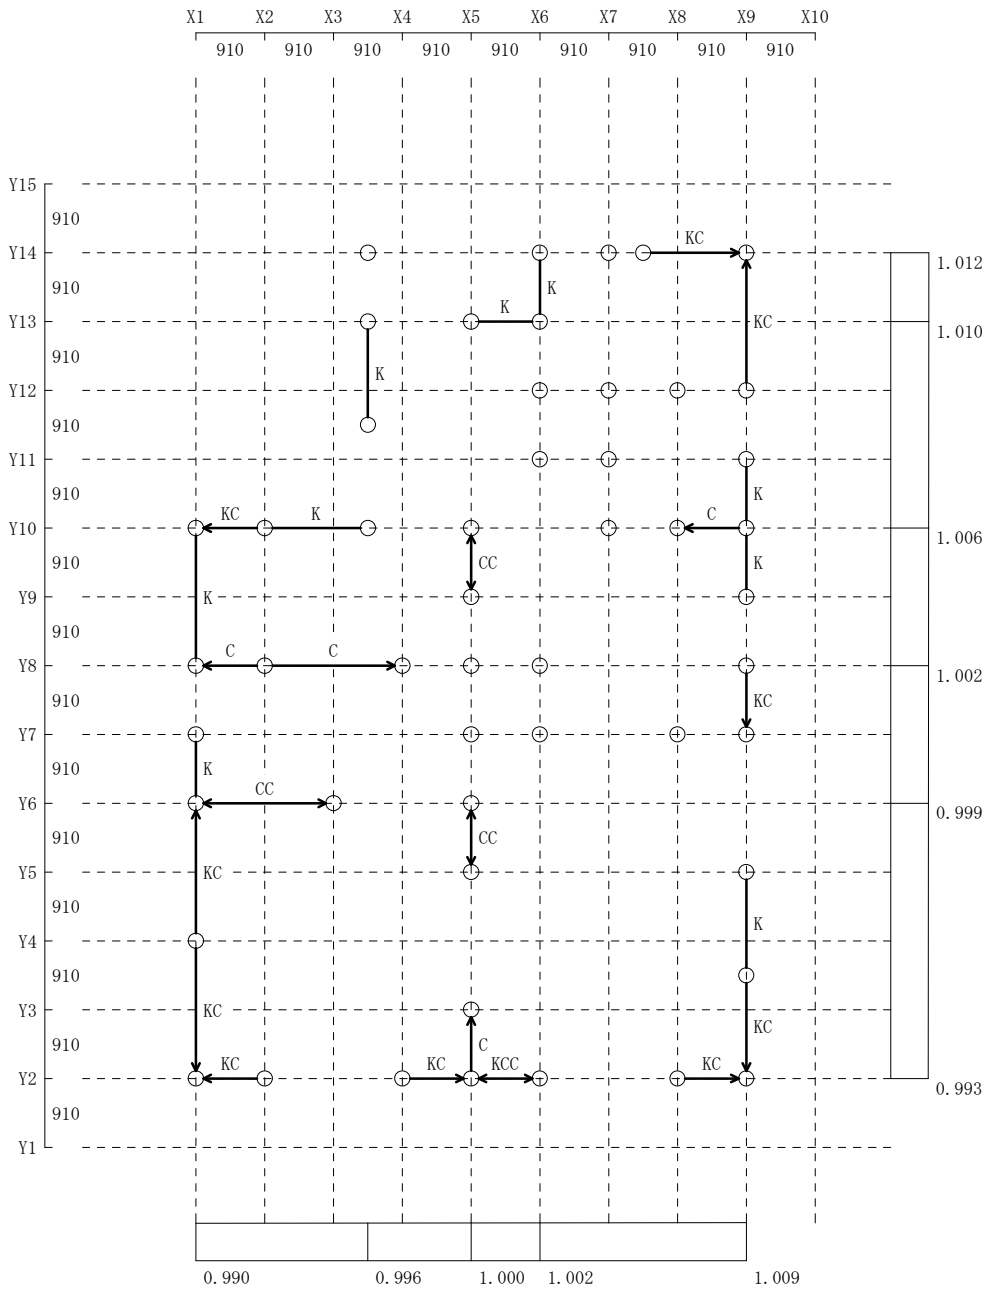 X1 X2 X3 X4 X5 X6 X7 X8 X9 X10
910 910 910 910 910 910 910 910 910
Y15
910
Y14 KC
1.012
910 K
K
Y13 KC
1.010
910 K
Y12
910
Y11
910 K
KC K C
Y10
1.006
910 CC K
Y9 K
910
C C
Y8
1.002
910 KC
Y7
910 K
CC
Y6
0.999
910 CC
Y5
KC
910 K
Y4
910
Y3 KC KC
910 C
KC KC KCC KC
Y2
0.993
910
Y1
0.990 0.996 1.000 1.002 1.009